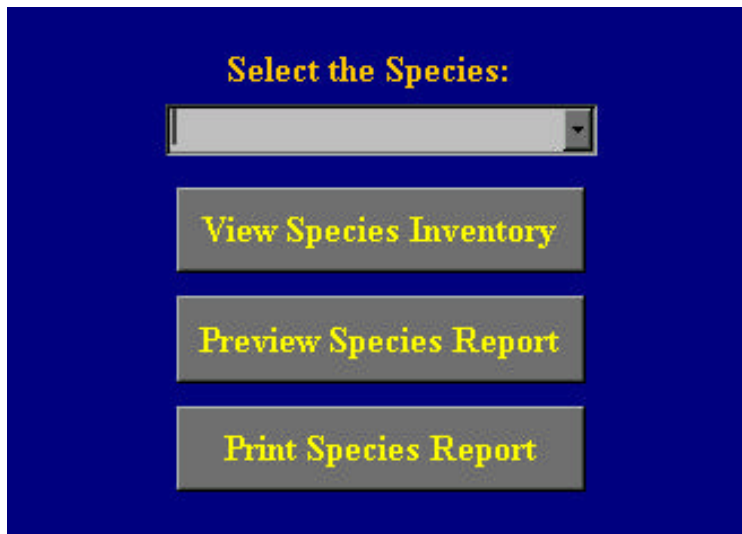 Select the Species:
View Species Inventory
Preview Species Report
Print Species Report